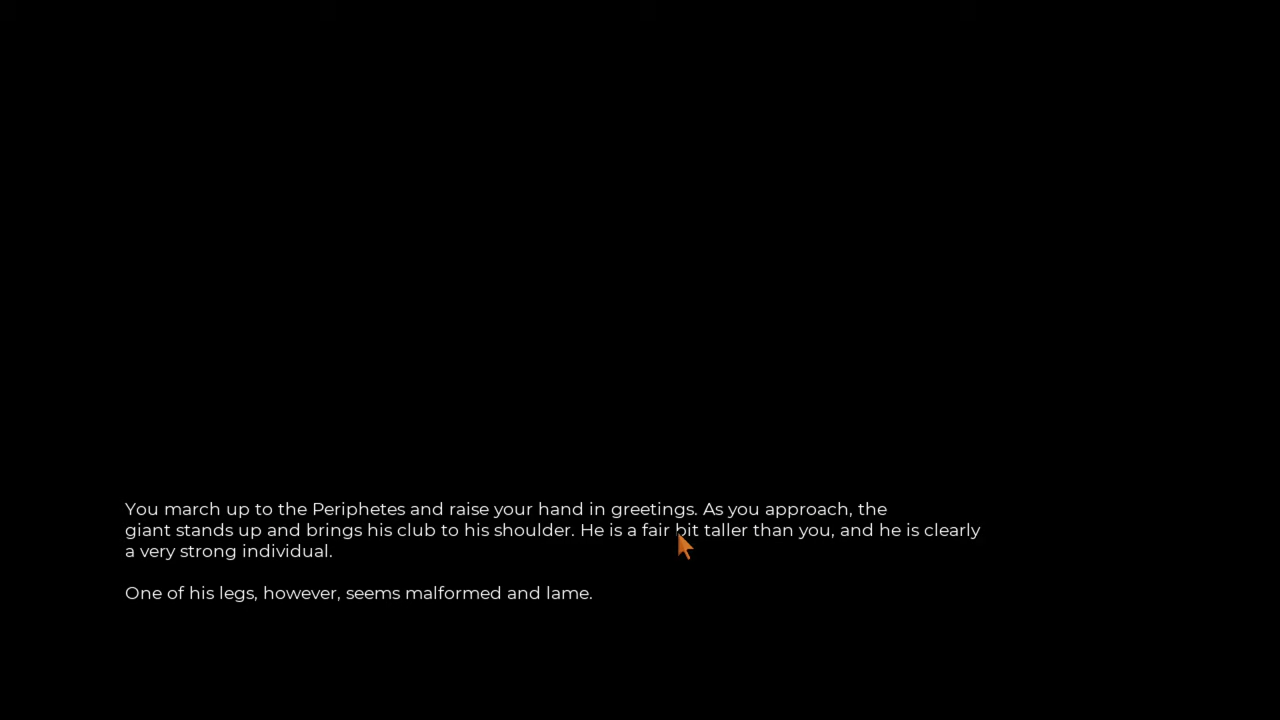 You march up to the Periphetes and raise your hand in greetings. As you approach, the
giant stands up and brings his club to his shoulder. He is a fair bit taller than you, and he is clearly
a very strong individual.
One of his legs, however, seems malformed and lame.